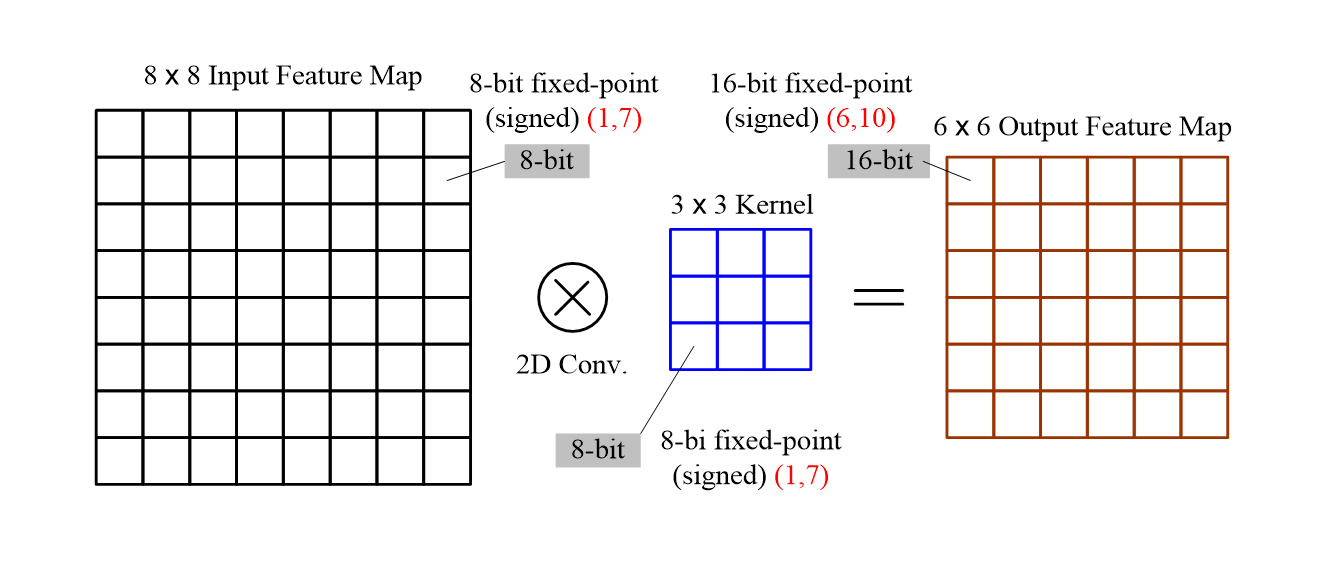 8 x 8 Input Feature Map
8-bit fixed-point
(signed) (1,7)
8-bit
16-bit fixed-point
(signed) (6,10)
16-bit
6 x 6 Output Feature Map
3 x 3 Kernel
2D Conv.
8-bit
8-bi fixed-point
(signed) (1,7)